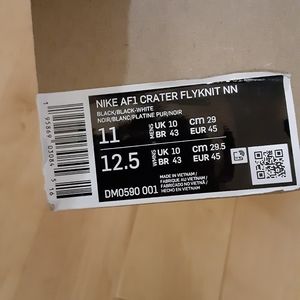 NIKE AF1 CRATER FLYKNIT NN
BLACK/BLACK-WHITE
NOIR/BLANC/PLATINE PUR/NOIR
11 MENS UK 10 CM 29
BR 43 EUR 45
12.5 WMNS UK 10 CM 29.5
BR 43 EUR 45
DM0590 001
MADE IN VIETNAM
FABRIQUÉ AU VIETNAM
FABRICADO NO VIETNÃ
HECHO EN VIETNAM